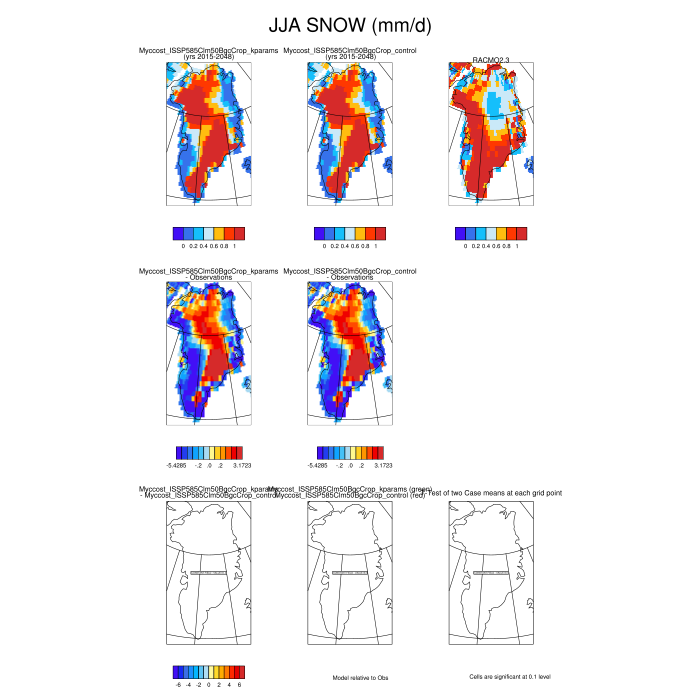 JJA SNOW (mm/d)
Myccost_ISSP585Clm50BgcCrop_kparams
(yrs 2015-2048)
Myccost_ISSP585Clm50BgcCrop_control
(yrs 2015-2048)
RACMO2.3
0 0.2 0.4 0.6 0.8 1
0 0.2 0.4 0.6 0.8 1
0 0.2 0.4 0.6 0.8 1
Myccost_ISSP585Clm50BgcCrop_kparams
- Observations
Myccost_ISSP585Clm50BgcCrop_control
- Observations
-5.4285 -.2 .0 .2 3.1723
-5.4285 -.2 .0 .2 3.1723
Myccost_ISSP585Clm50BgcCrop_kparams
- Myccost_ISSP585Clm50BgcCrop_control
Myccost_ISSP585Clm50BgcCrop_kparams (green)
Myccost_ISSP585Clm50BgcCrop_control (red)
T-Test of two Case means at each grid point
-6 -4 -2 0 2 4 6
Model relative to Obs
Cells are significant at 0.1 level